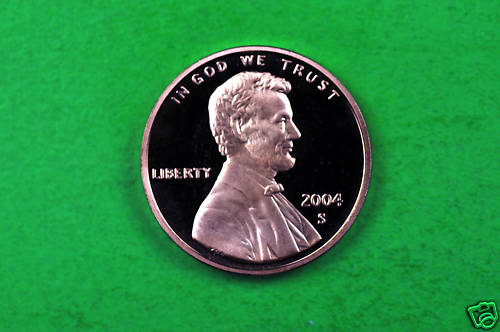 IN GOD WE TRUST
LIBERTY
2004
S